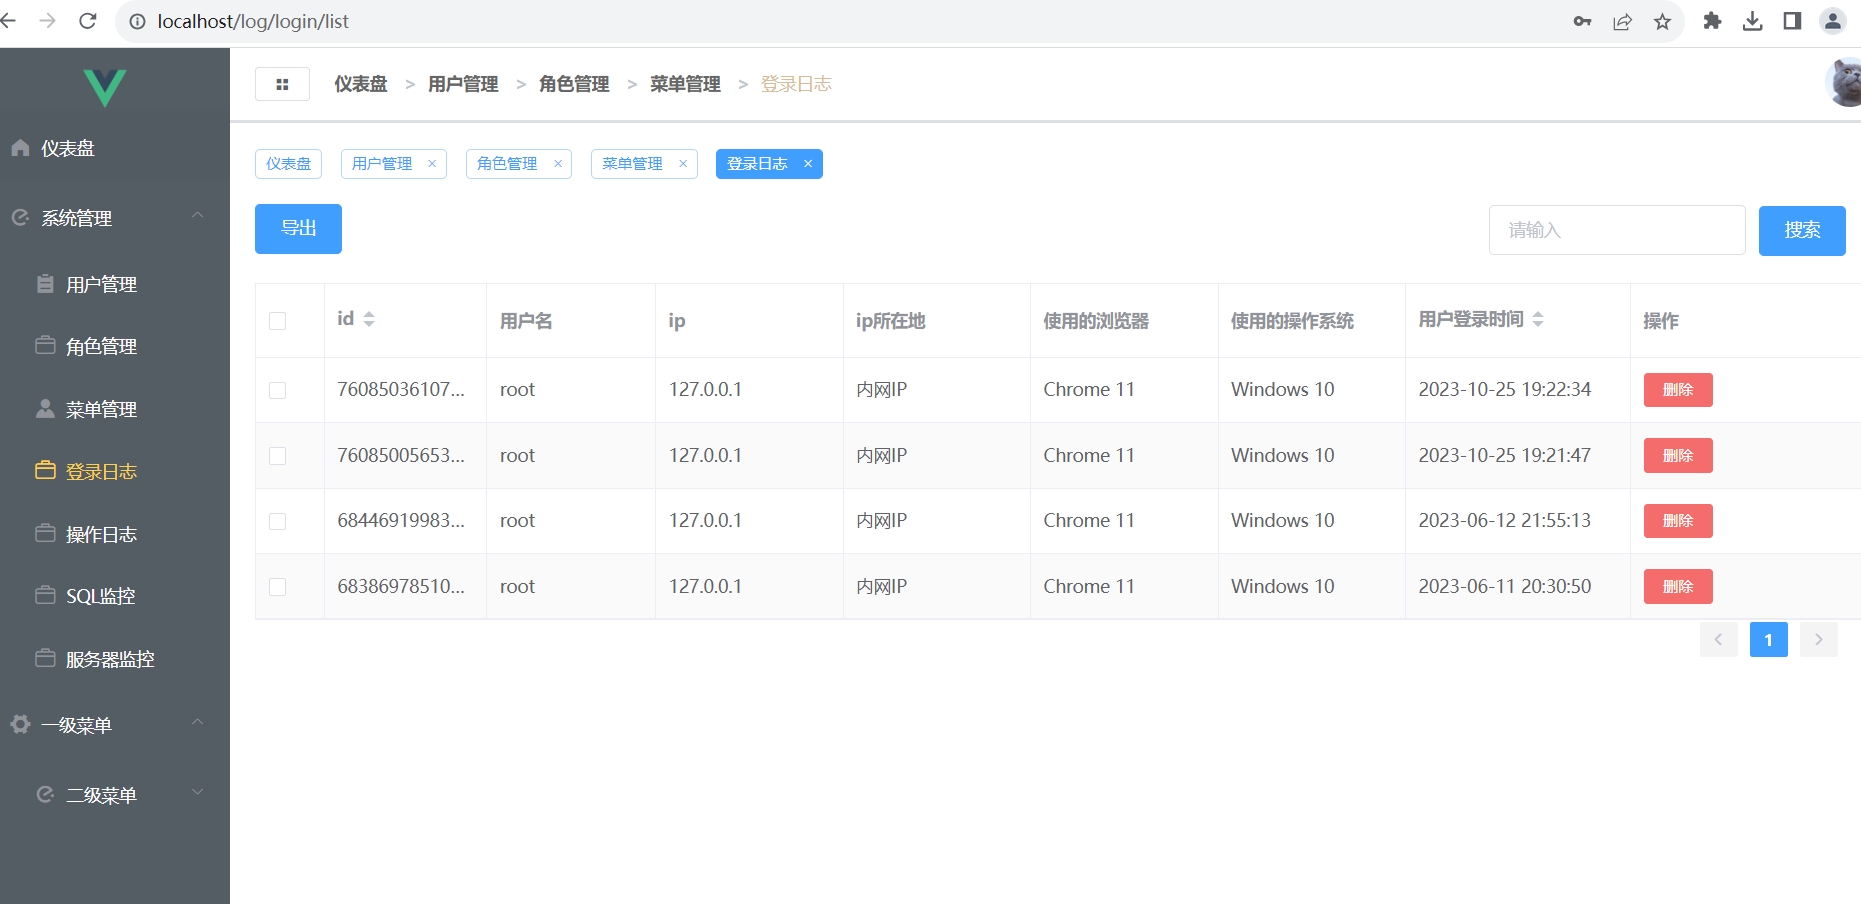 localhost/log/login/list
仪表盘 > 用户管理 > 角色管理 > 菜单管理 > 登录日志
仪表盘
系统管理
用户管理
角色管理
菜单管理
登录日志
操作日志
SQL监控
服务器监控
一级菜单
二级菜单
仪表盘 用户管理 × 角色管理 × 菜单管理 × 登录日志 ×
导出 请输入 搜索
id 用户名 ip ip所在地 使用的浏览器 使用的操作系统 用户登录时间 操作
76085036107... root 127.0.0.1 内网IP Chrome 11 Windows 10 2023-10-25 19:22:34 删除
76085005653... root 127.0.0.1 内网IP Chrome 11 Windows 10 2023-10-25 19:21:47 删除
68446919983... root 127.0.0.1 内网IP Chrome 11 Windows 10 2023-06-12 21:55:13 删除
68386978510... root 127.0.0.1 内网IP Chrome 11 Windows 10 2023-06-11 20:30:50 删除
< 1 >